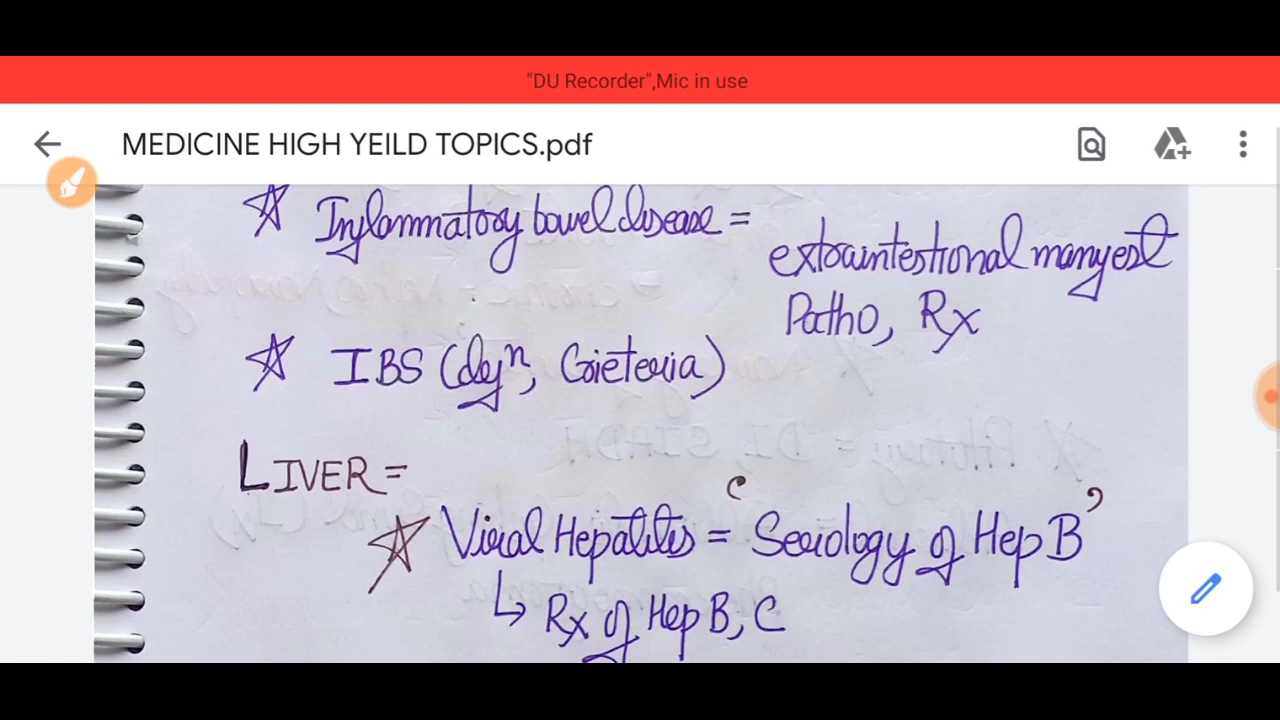 "DU Recorder",Mic in use
MEDICINE HIGH YEILD TOPICS.pdf
☆ Inflammatory bowel disease = extraintestional manifest
Patho, Rx
☆ IBS (defn, Crieteria)
LIVER =
☆ Viral Hepatitis = ‘Serology of Hep B’
↳ Rx of Hep B, C